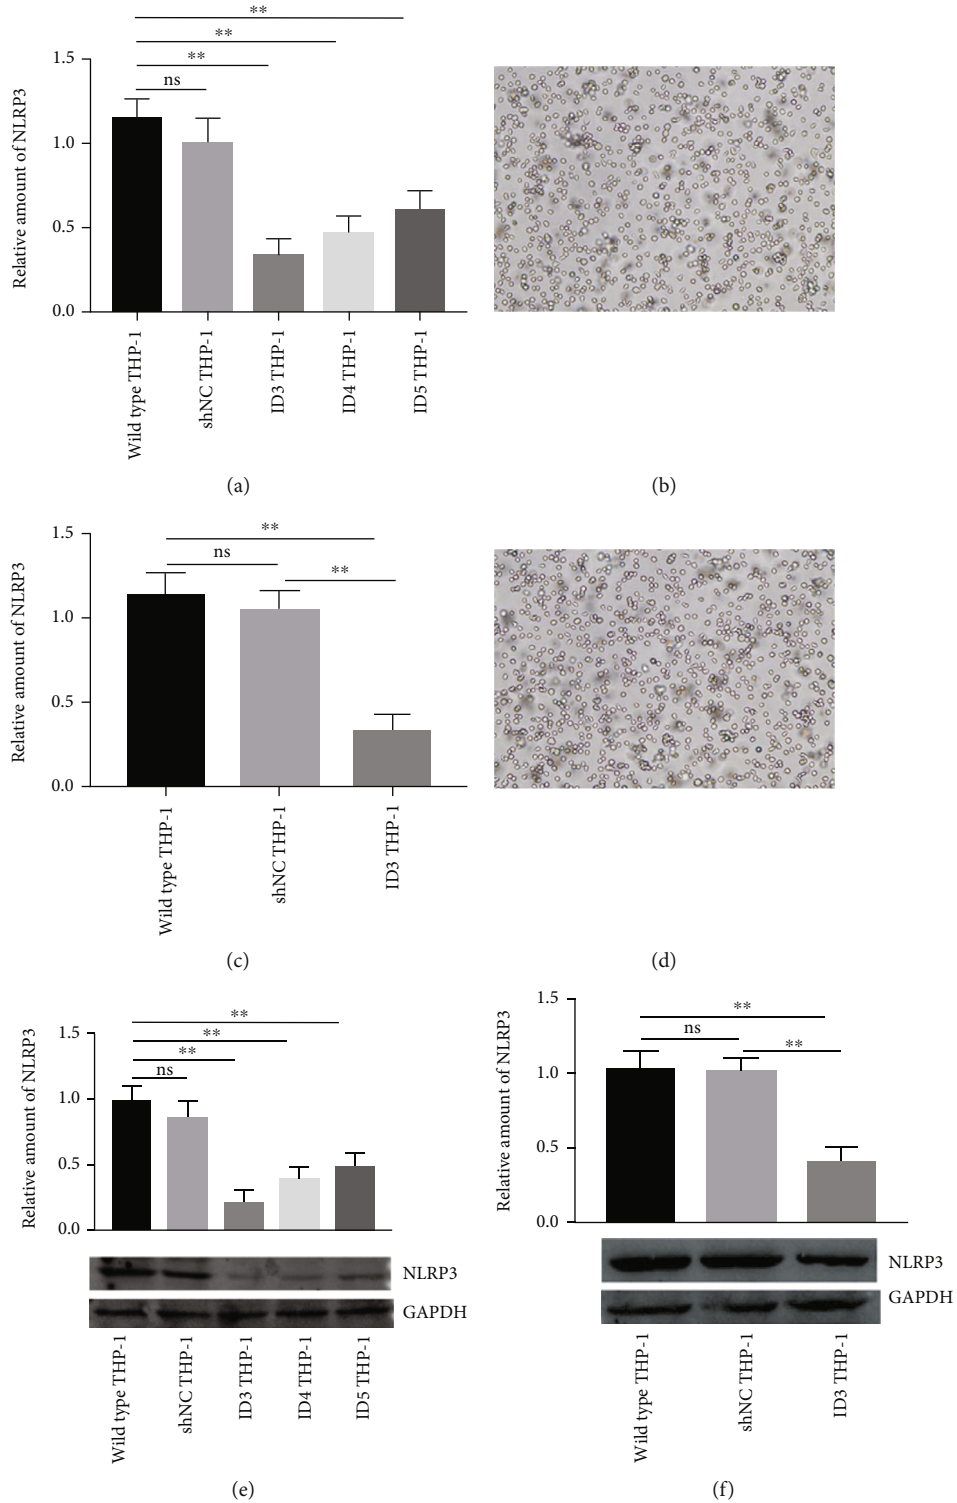 **
**
**
ns
1.5
1.0
0.5
0.0
Relative amount of NLRP3
Wild type THP-1
shNC THP-1
ID3 THP-1
ID4 THP-1
ID5 THP-1
(a)
(b)
**
ns
**
1.5
1.0
0.5
0.0
Relative amount of NLRP3
Wild type THP-1
shNC THP-1
ID3 THP-1
(c)
(d)
**
**
**
ns
1.5
1.0
0.5
0.0
Relative amount of NLRP3
NLRP3
GAPDH
Wild type THP-1
shNC THP-1
ID3 THP-1
ID4 THP-1
ID5 THP-1
(e)
**
ns
**
1.5
1.0
0.5
0.0
Relative amount of NLRP3
NLRP3
GAPDH
Wild type THP-1
shNC THP-1
ID3 THP-1
(f)